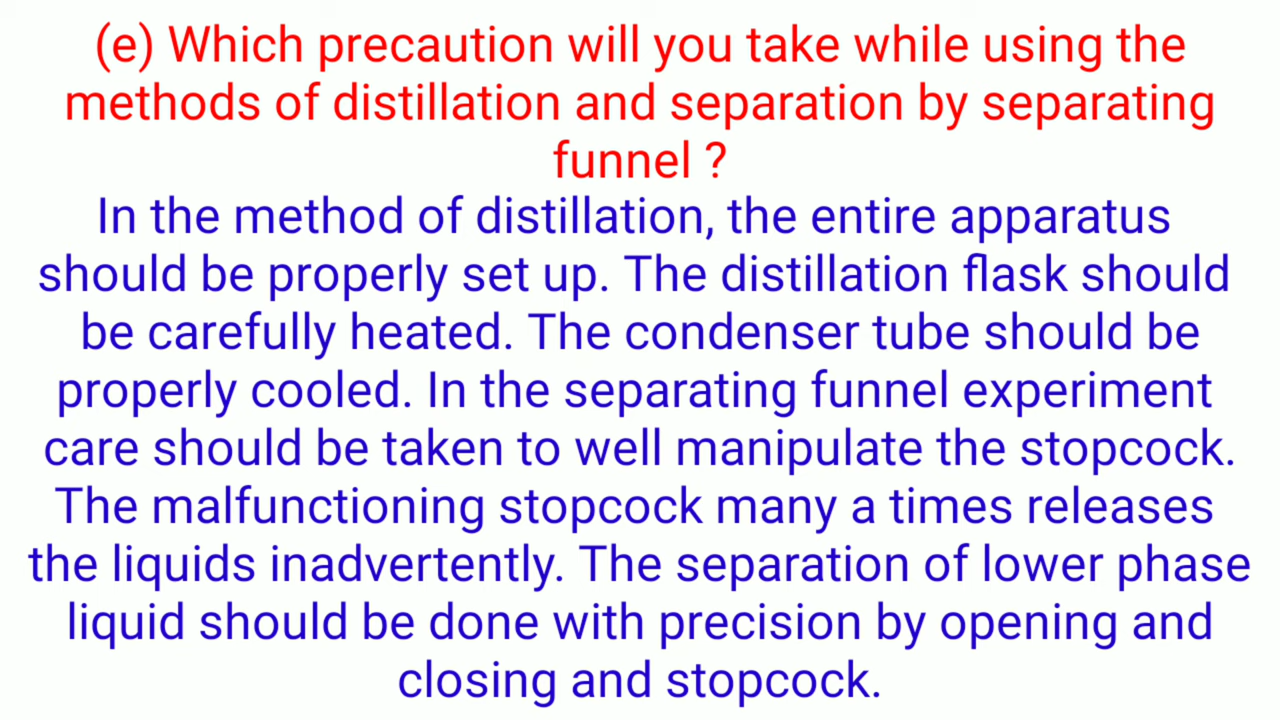 (e) Which precaution will you take while using the
methods of distillation and separation by separating
funnel ?
In the method of distillation, the entire apparatus
should be properly set up. The distillation flask should
be carefully heated. The condenser tube should be
properly cooled. In the separating funnel experiment
care should be taken to well manipulate the stopcock.
The malfunctioning stopcock many a times releases
the liquids inadvertently. The separation of lower phase
liquid should be done with precision by opening and
closing and stopcock.